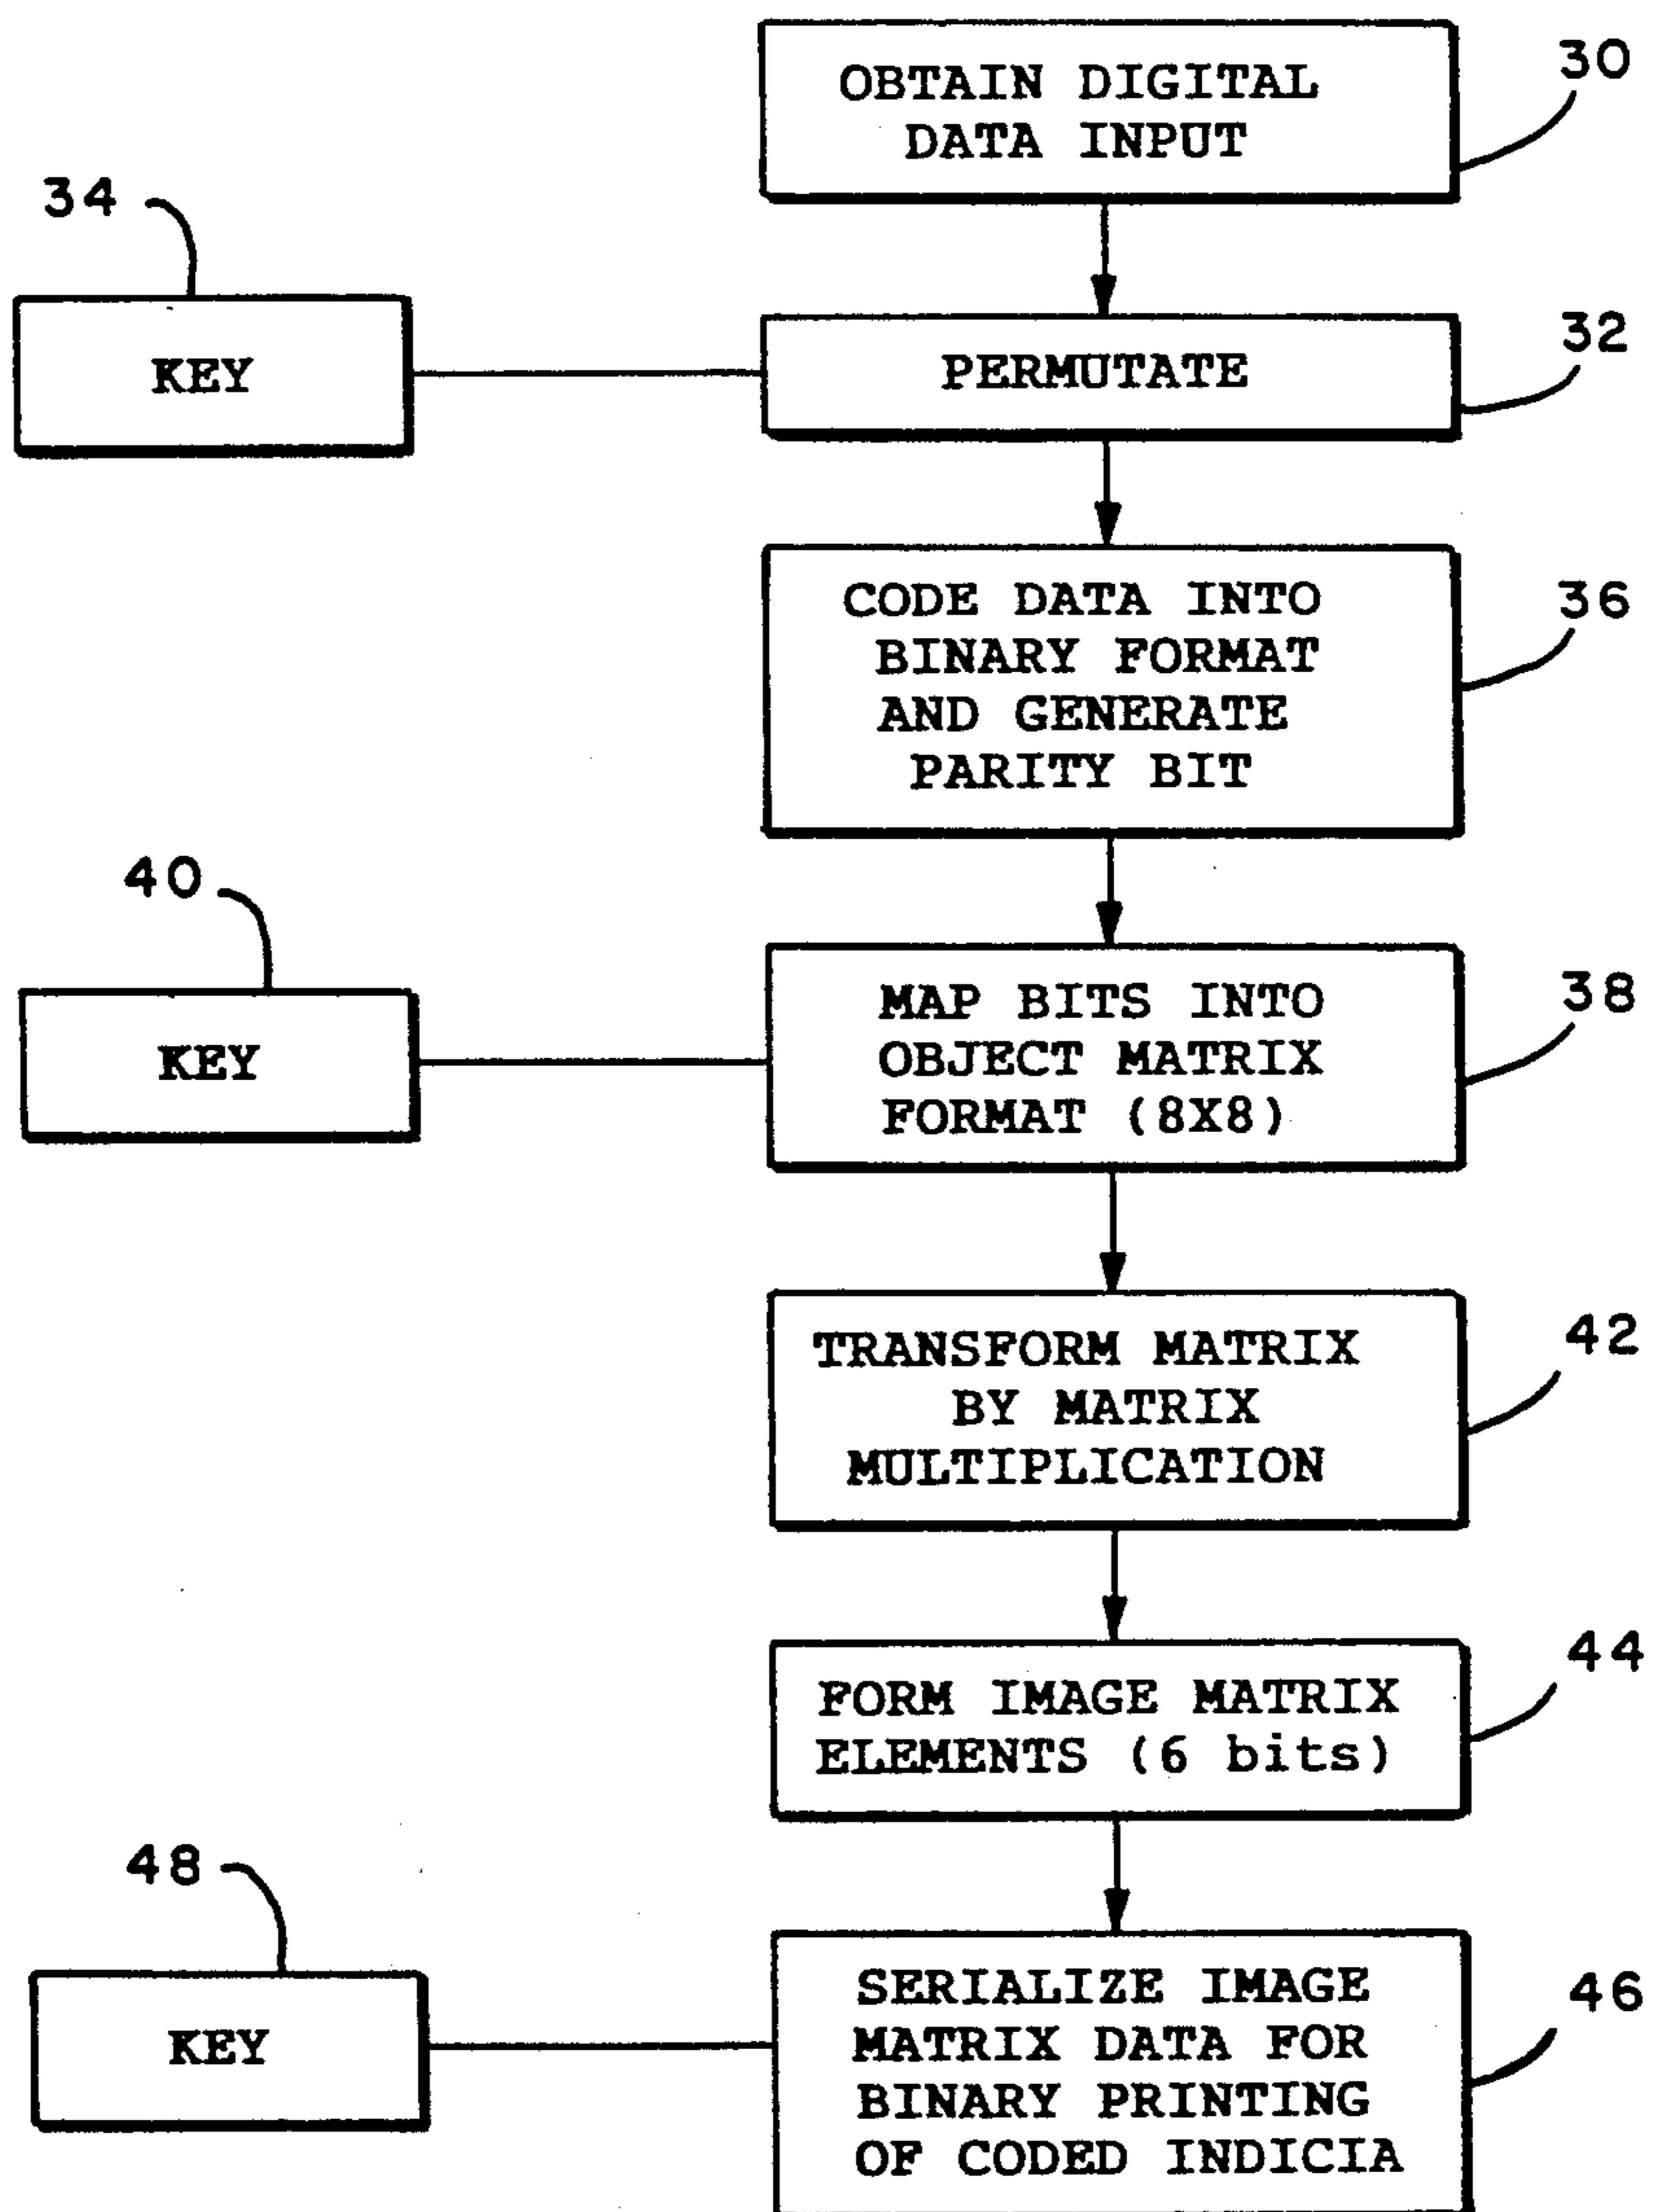 OBTAIN DIGITAL
DATA INPUT
30
34
KEY
PERMUTATE
32
CODE DATA INTO
BINARY FORMAT
AND GENERATE
PARITY BIT
36
40
KEY
MAP BITS INTO
OBJECT MATRIX
FORMAT (8X8)
38
TRANSFORM MATRIX
BY MATRIX
MULTIPLICATION
42
FORM IMAGE MATRIX
ELEMENTS (6 bits)
44
48
KEY
SERIALIZE IMAGE
MATRIX DATA FOR
BINARY PRINTING
OF CODED INDICIA
46